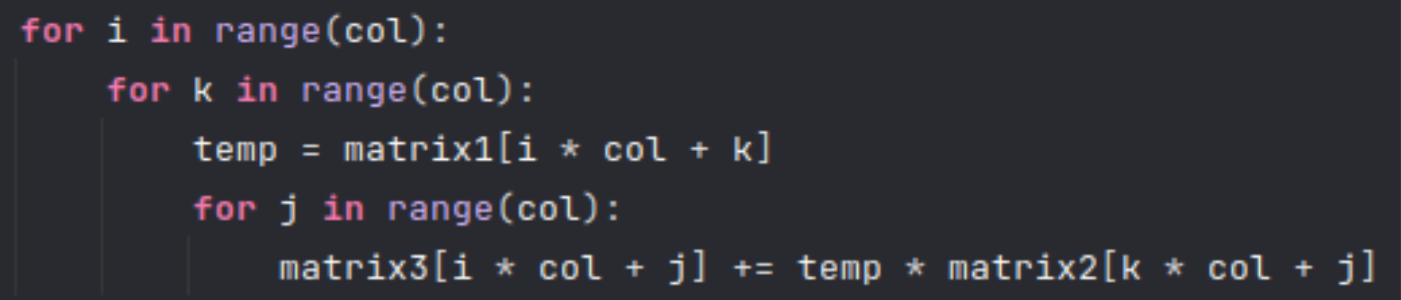 for i in range(col):
    for k in range(col):
        temp = matrix1[i * col + k]
        for j in range(col):
            matrix3[i * col + j] += temp * matrix2[k * col + j]